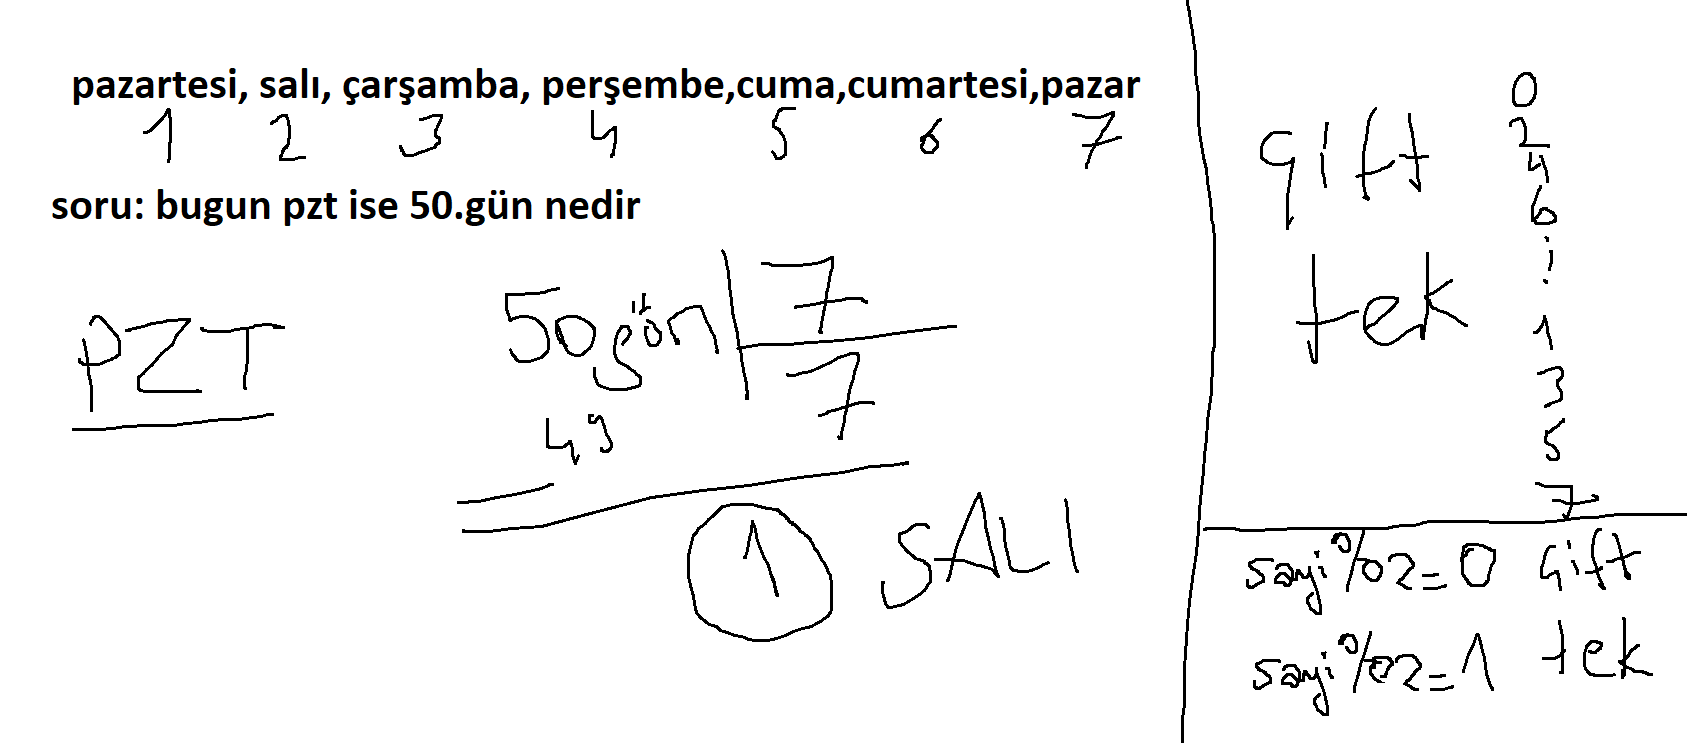 pazartesi, salı, çarşamba, perşembe,cuma,cumartesi,pazar
1 2 3 4 5 6 7
soru: bugun pzt ise 50.gün nedir
PZT
50 gün 7
7
49
1 SALI
çift
0
2
4
6
tek
1
3
5
7
sayi%2=0 çift
sayi%2=1 tek